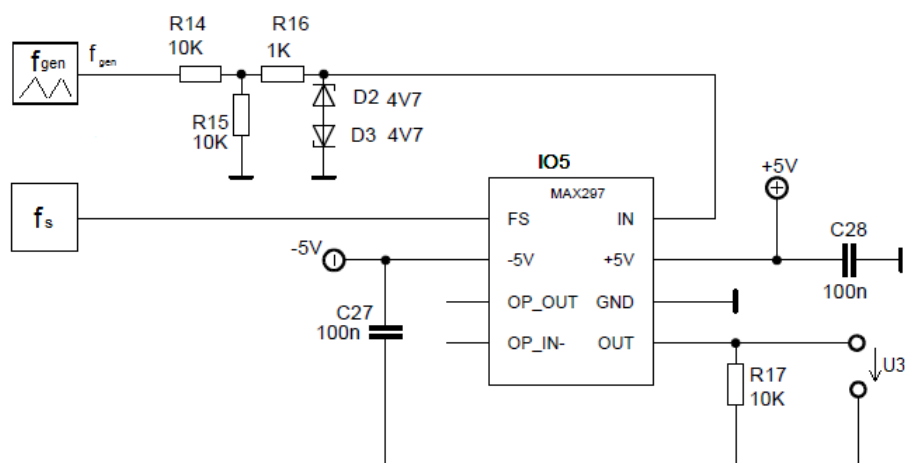 R14
10K
R16
1K
fgen
f gen
R15
10K
D2 4V7
D3 4V7
IO5
MAX297
+5V
fs
FS
IN
-5V
-5V
+5V
C28
100n
C27
100n
OP_OUT
GND
OP_IN-
OUT
R17
10K
U3